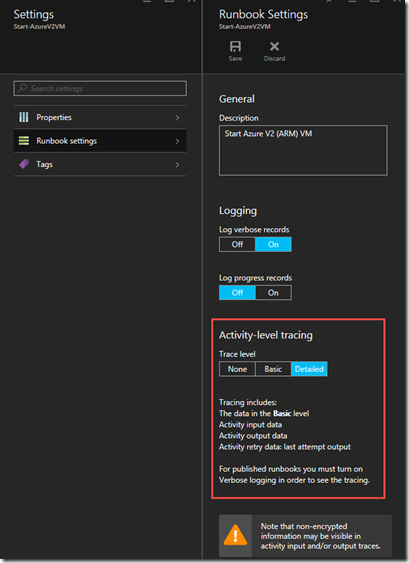 Settings
Start-AzureV2VM
Search settings
Properties
Runbook settings
Tags
Runbook Settings
Start-AzureV2VM
Save
Discard
General
Description
Start Azure V2 (ARM) VM
Logging
Log verbose records
Off
On
Log progress records
Off
On
Activity-level tracing
Trace level
None
Basic
Detailed
Tracing includes:
The data in the Basic level
Activity input data
Activity output data
Activity retry data: last attempt output
For published runbooks you must turn on
Verbose logging in order to see the tracing.
Note that non-encrypted
information may be visible in
activity input and/or output traces.